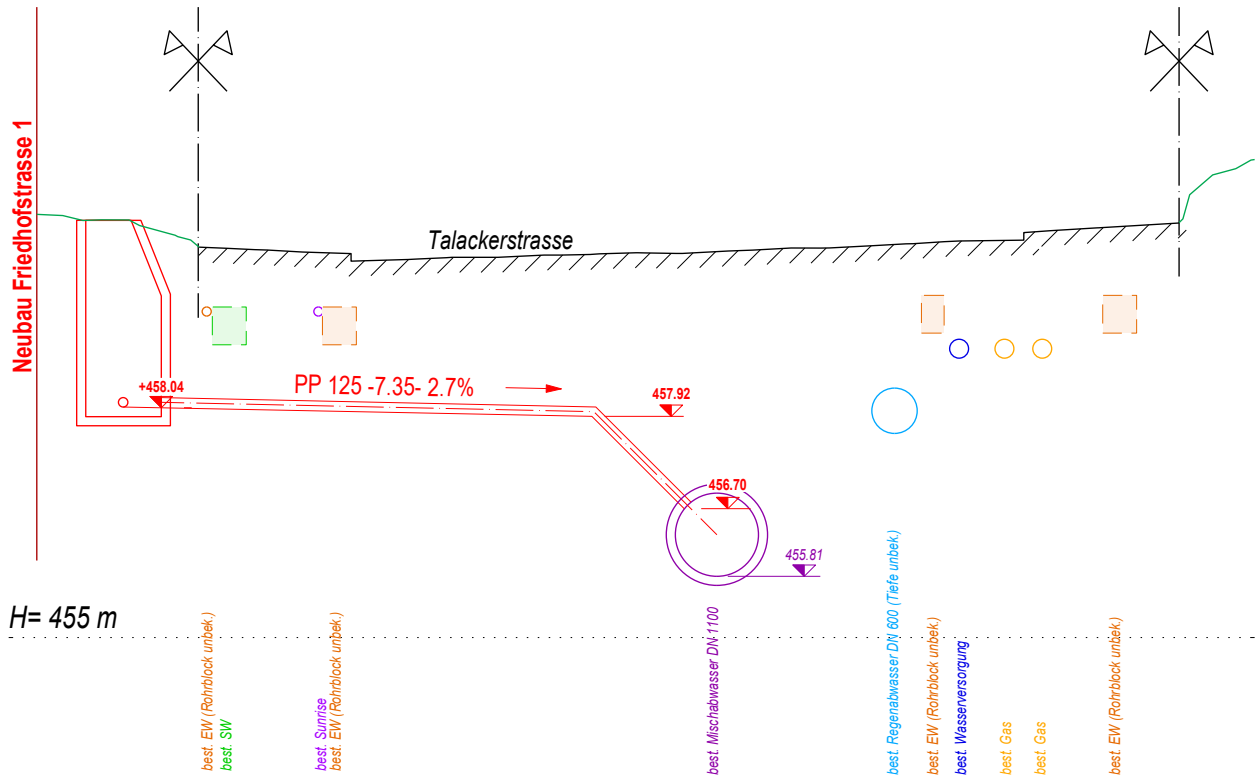 Neubau Friedhofstrasse 1
Talackerstrasse
+458.04
PP 125 -7.35- 2.7%
457.92
456.70
455.81
H= 455 m
best. EW (Rohrblock unbek.)
best. SW
best. Sunrise
best. EW (Rohrblock unbek.)
best. Mischabwasser DN 1100
best. Regenabwasser DN 600 (Tiefe unbek.)
best. EW (Rohrblock unbek.)
best. Wasserversorgung
best. Gas
best. Gas
best. EW (Rohrblock unbek.)